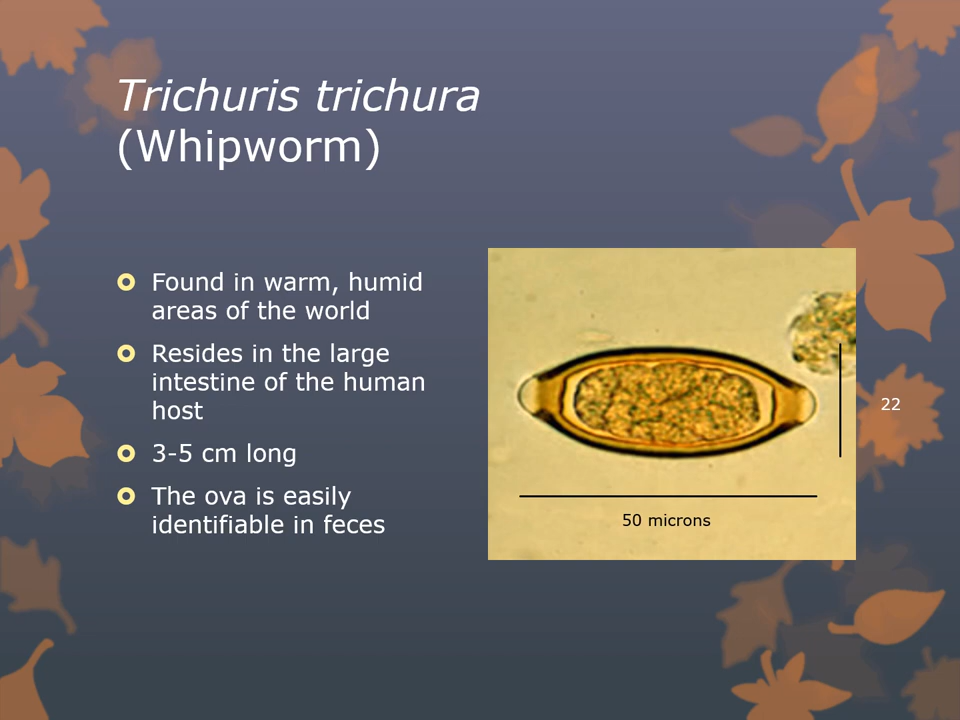 Trichuris trichura
(Whipworm)
Found in warm, humid
areas of the world
Resides in the large
intestine of the human
host
3-5 cm long
The ova is easily
identifiable in feces
50 microns
22